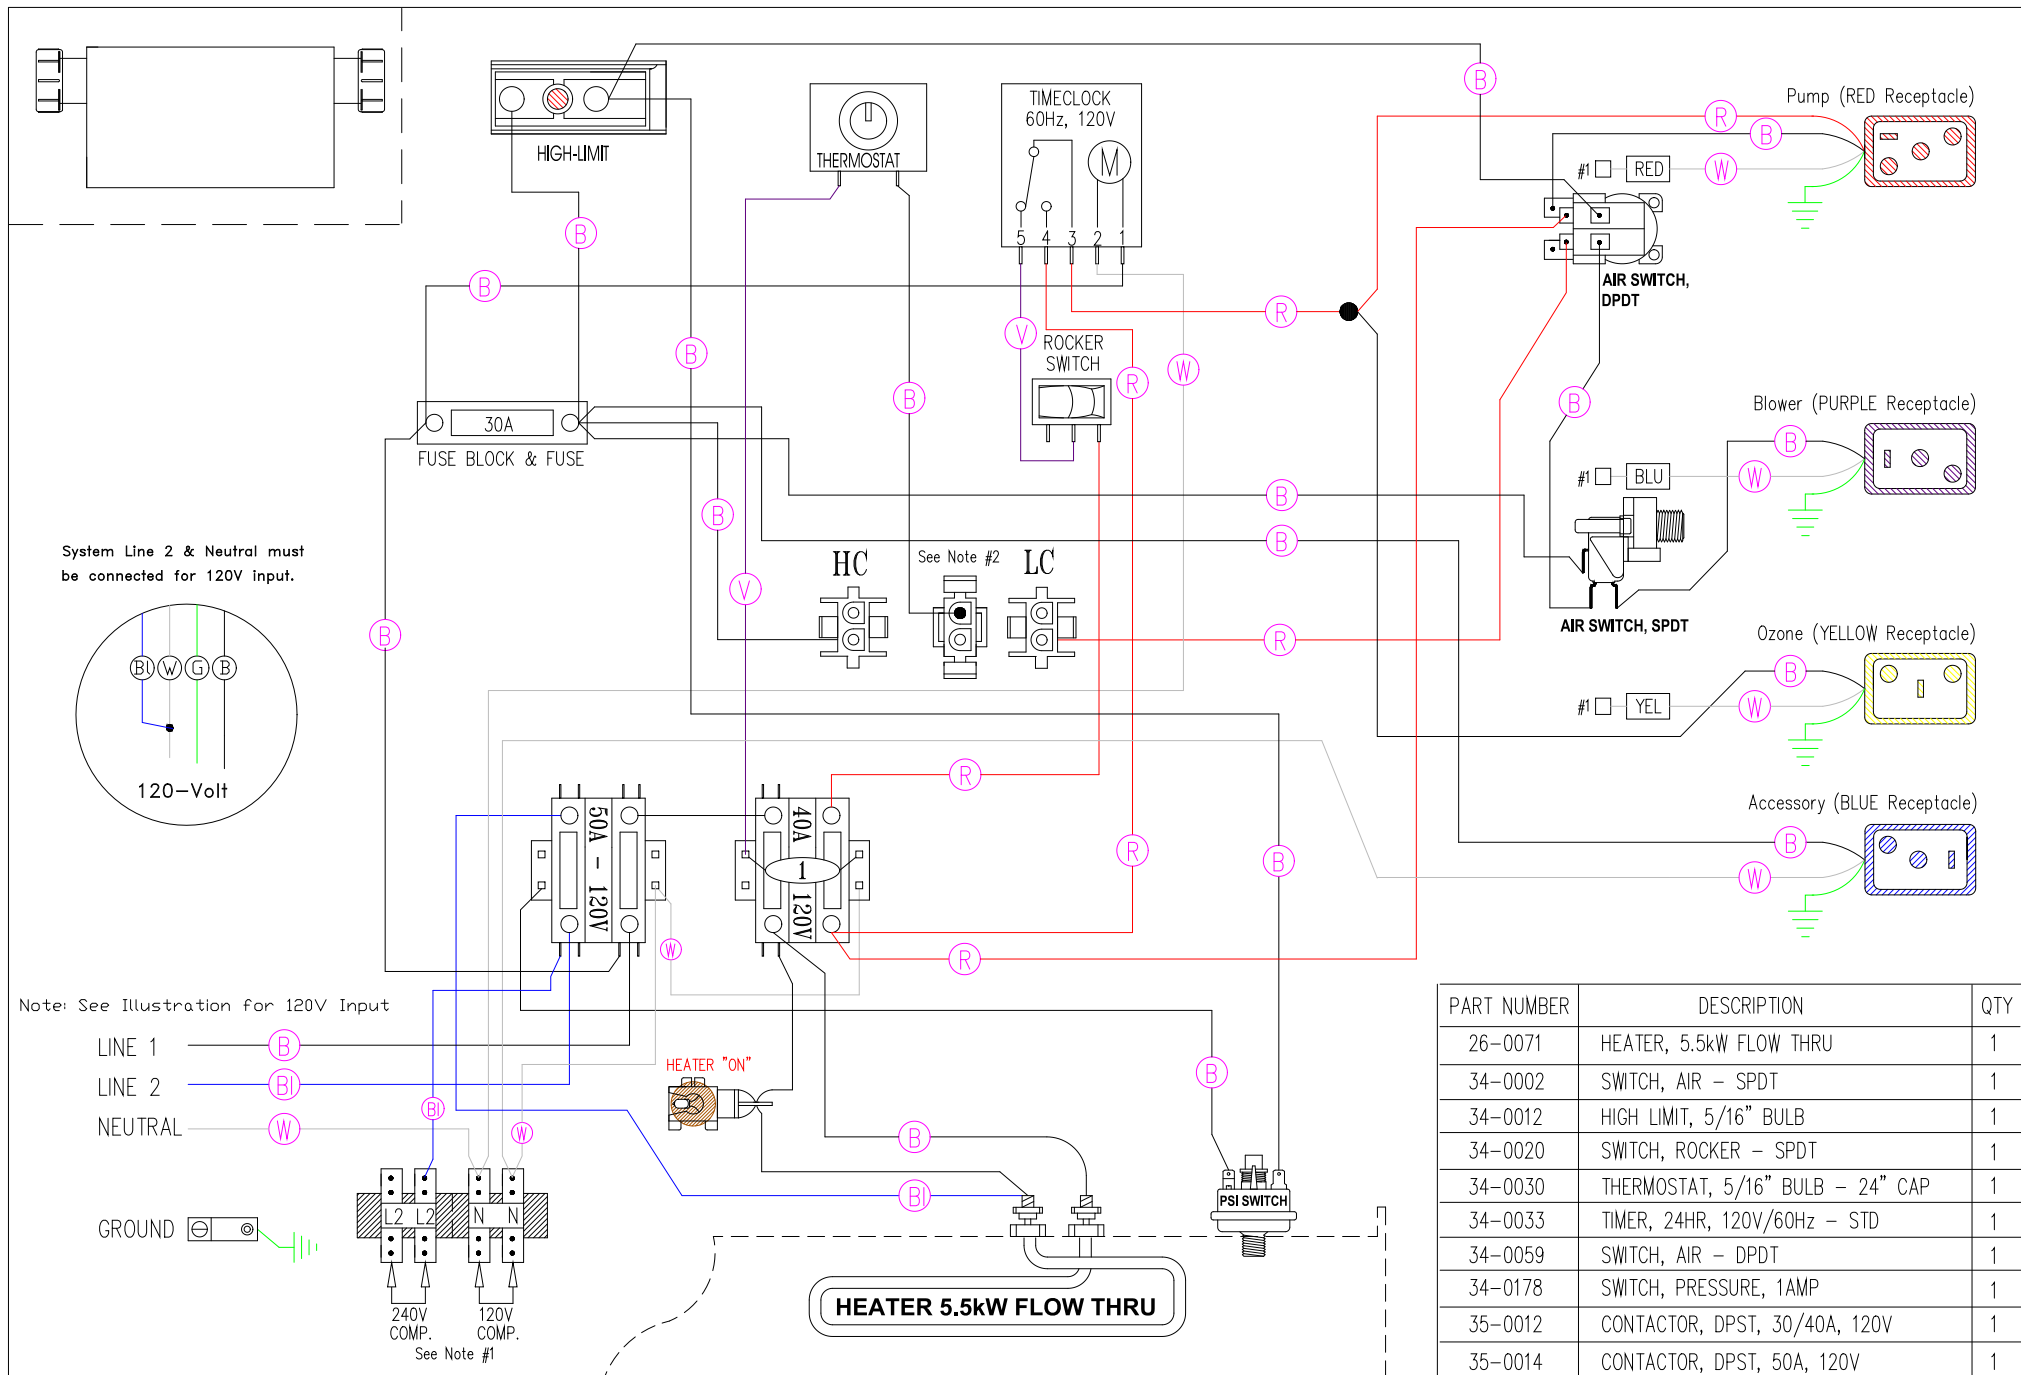 HIGH-LIMIT
THERMOSTAT
TIMECLOCK
60Hz, 120V
M
5 4 3 2 1
B
R
B
Pump (RED Receptacle)
#1 RED W
AIR SWITCH,
DPDT
B
B
R
V
B
ROCKER
SWITCH
R
W
B
B
30A
FUSE BLOCK & FUSE
Blower (PURPLE Receptacle)
B
#1 BLU W
B
B
B
AIR SWITCH, SPDT
System Line 2 & Neutral must
be connected for 120V input.
Bl W G B
120-Volt
HC
See Note #2
LC
V
B
R
Ozone (YELLOW Receptacle)
B
#1 YEL W
R
50A - 120V
40A 120V
1
R
B
W
R
Accessory (BLUE Receptacle)
B
W
Note: See Illustration for 120V Input
LINE 1 B
LINE 2 Bl
NEUTRAL W
Bl
W
GROUND
L2 L2 N N
240V
COMP.
120V
COMP.
See Note #1
HEATER "ON"
B
Bl
B
PSI SWITCH
HEATER 5.5kW FLOW THRU
PART NUMBER DESCRIPTION QTY
26-0071 HEATER, 5.5kW FLOW THRU 1
34-0002 SWITCH, AIR - SPDT 1
34-0012 HIGH LIMIT, 5/16" BULB 1
34-0020 SWITCH, ROCKER - SPDT 1
34-0030 THERMOSTAT, 5/16" BULB - 24" CAP 1
34-0033 TIMER, 24HR, 120V/60Hz - STD 1
34-0059 SWITCH, AIR - DPDT 1
34-0178 SWITCH, PRESSURE, 1AMP 1
35-0012 CONTACTOR, DPST, 30/40A, 120V 1
35-0014 CONTACTOR, DPST, 50A, 120V 1